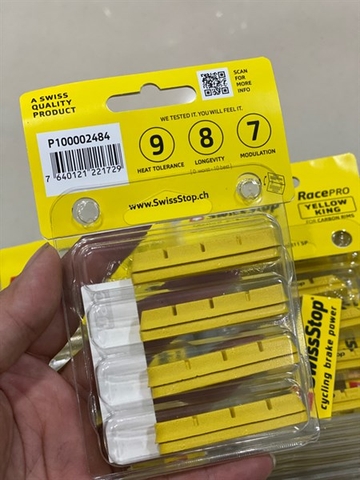 A SWISS
QUALITY
PRODUCT
SCAN
FOR
MORE
INFO
WE TESTED IT. YOU WILL FEEL IT.
P100002484
7 640121 221729
9
HEAT TOLERANCE
8
LONGEVITY
7
MODULATION
www.SwissStop.ch
RacePRO
YELLOW
KING
FOR CARBON RIMS
SwissStop
cycling brake power